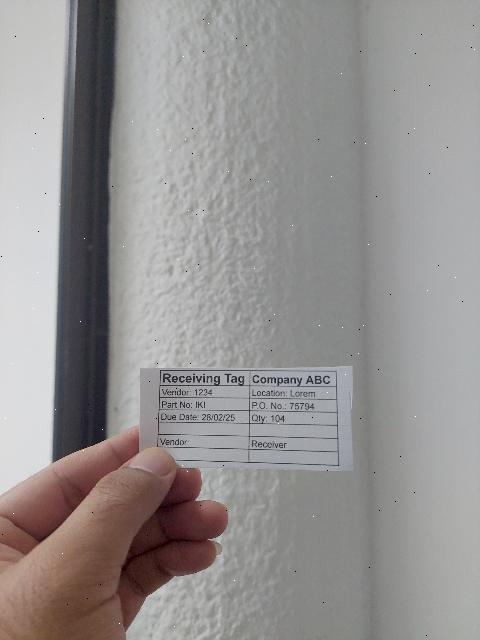 Receiving Tag Company ABC
Vendor: 1234 Location: Lorem
Part No: IKI P.O. No.: 75794
Due Date: 28/02/25 Qty: 104
Vendor: Receiver